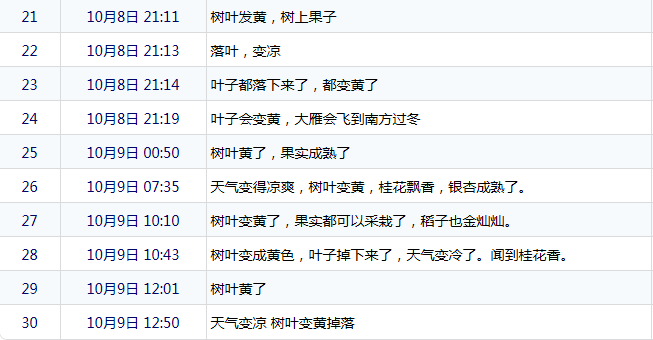 21 10月8日 21:11 树叶发黄，树上果子
22 10月8日 21:13 落叶，变凉
23 10月8日 21:14 叶子都落下来了，都变黄了
24 10月8日 21:19 叶子会变黄，大雁会飞到南方过冬
25 10月9日 00:50 树叶黄了，果实成熟了
26 10月9日 07:35 天气变得凉爽，树叶变黄，桂花飘香，银杏成熟了。
27 10月9日 10:10 树叶变黄了，果实都可以采栽了，稻子也金灿灿。
28 10月9日 10:43 树叶变成黄色，叶子掉下来了，天气变冷了。闻到桂花香。
29 10月9日 12:01 树叶黄了
30 10月9日 12:50 天气变凉 树叶变黄掉落